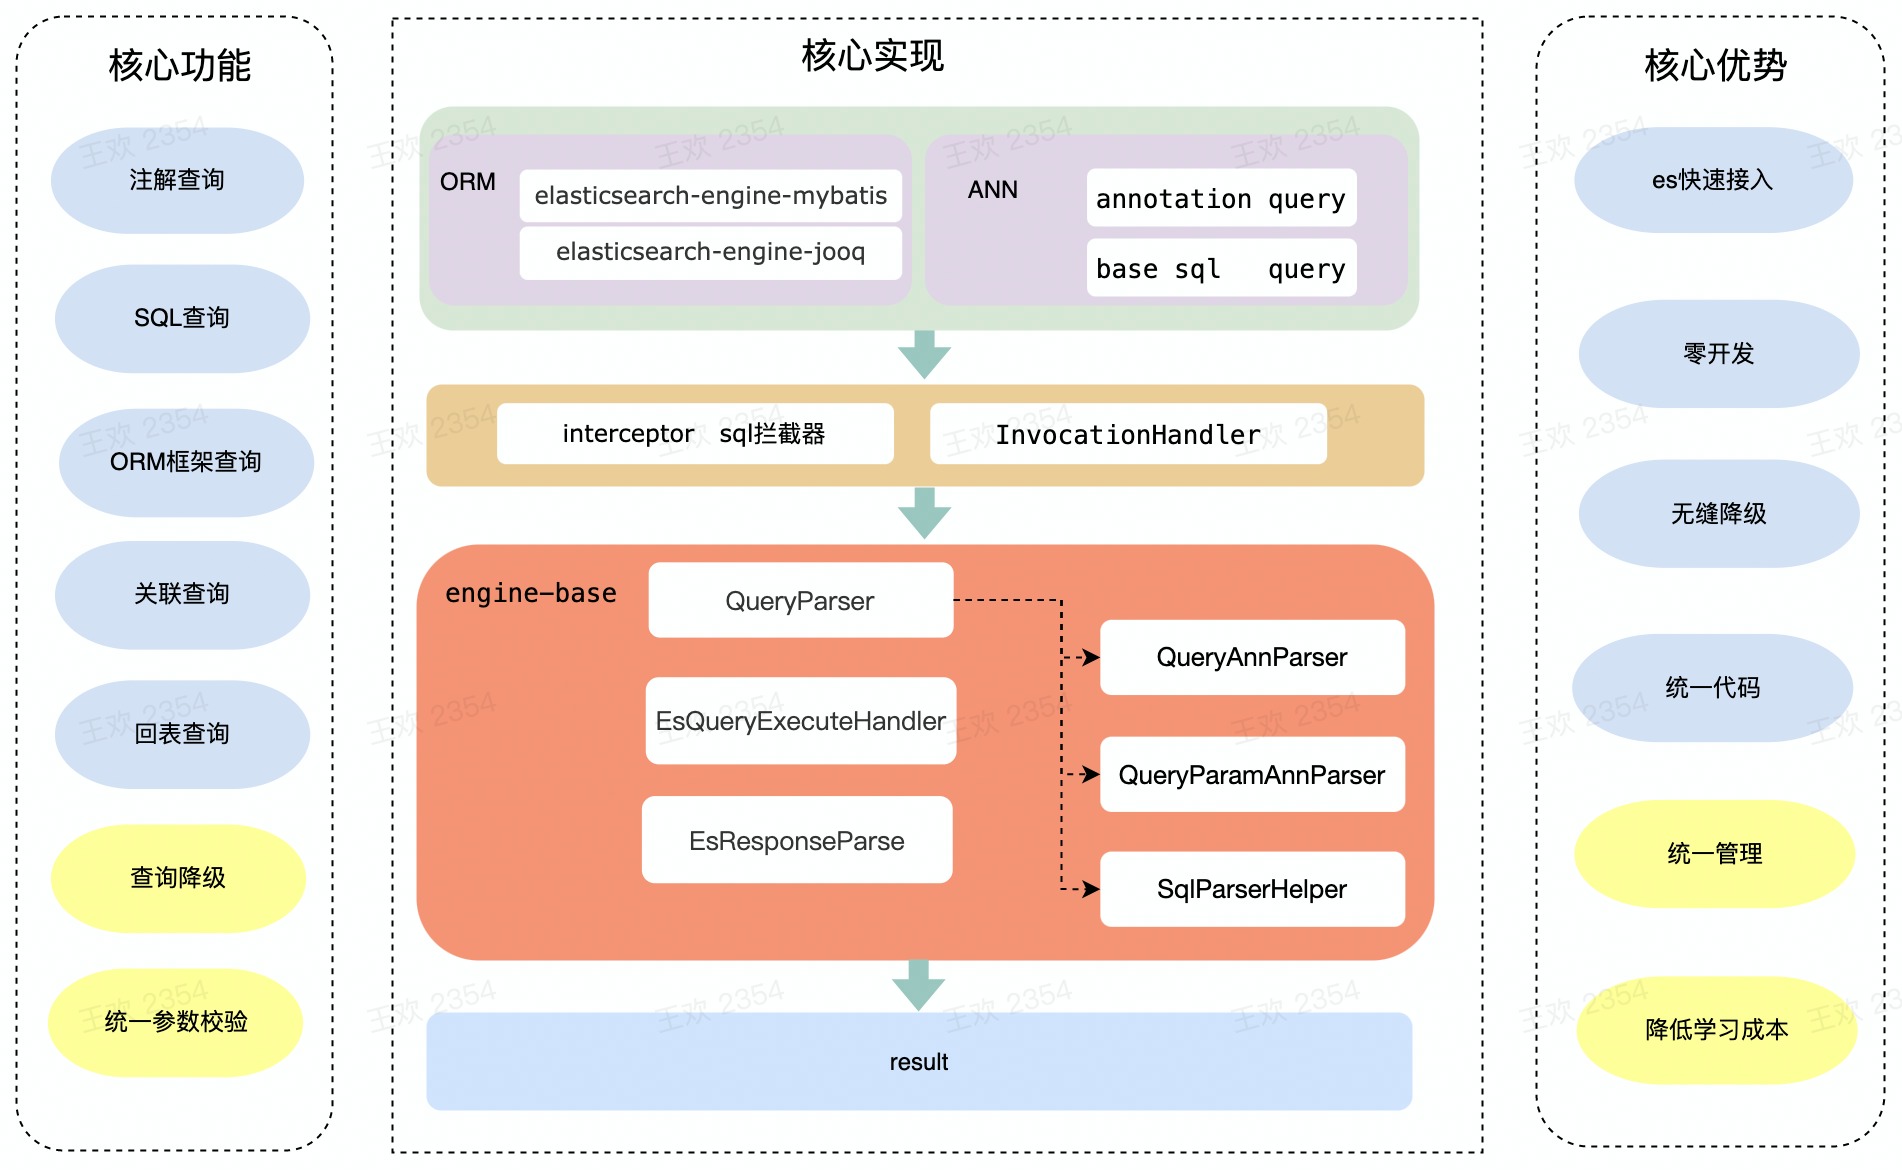 核心功能
注解查询
SQL查询
ORM框架查询
关联查询
回表查询
查询降级
统一参数校验
核心实现
ORM
elasticsearch-engine-mybatis
elasticsearch-engine-jooq
ANN
annotation query
base sql query
interceptor sql拦截器
InvocationHandler
engine-base
QueryParser
EsQueryExecuteHandler
EsResponseParse
QueryAnnParser
QueryParamAnnParser
SqlParserHelper
result
核心优势
es快速接入
零开发
无缝降级
统一代码
统一管理
降低学习成本
王欢 2354